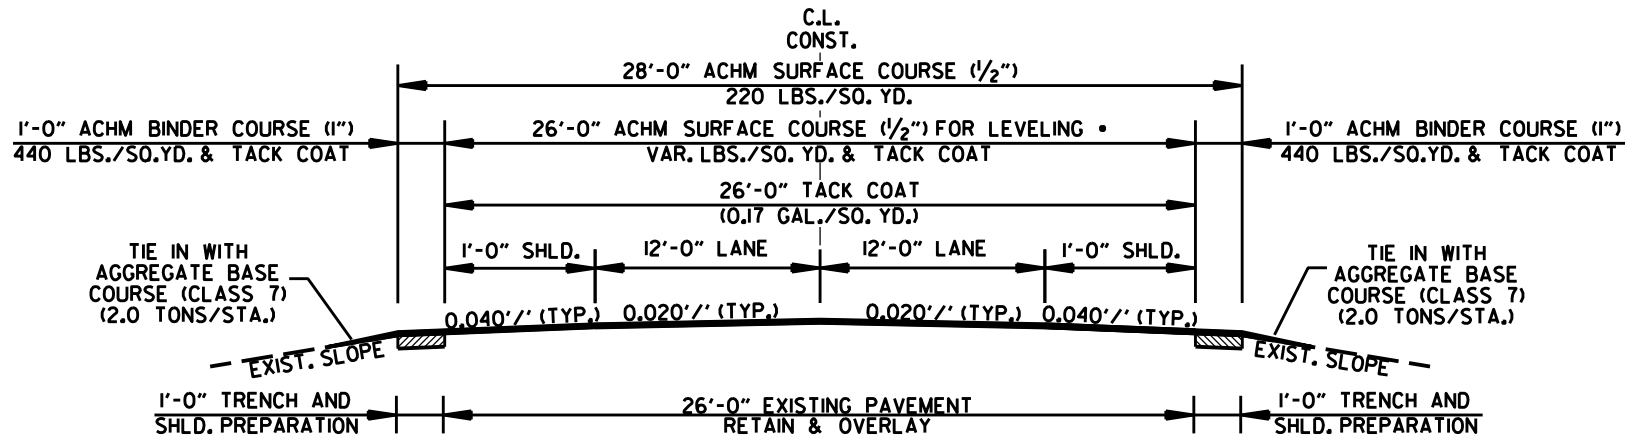 C.L.
CONST.
28'-0" ACHM SURFACE COURSE (1/2")
220 LBS./SQ. YD.
1'-0" ACHM BINDER COURSE (1")
440 LBS./SQ.YD. & TACK COAT
26'-0" ACHM SURFACE COURSE (1/2") FOR LEVELING •
VAR. LBS./SQ. YD. & TACK COAT
1'-0" ACHM BINDER COURSE (1")
440 LBS./SQ.YD. & TACK COAT
26'-0" TACK COAT
(0.17 GAL./SQ. YD.)
1'-0" SHLD.
12'-0" LANE
12'-0" LANE
1'-0" SHLD.
TIE IN WITH
AGGREGATE BASE
COURSE (CLASS 7)
(2.0 TONS/STA.)
TIE IN WITH
AGGREGATE BASE
COURSE (CLASS 7)
(2.0 TONS/STA.)
0.040'/' (TYP.)
0.020'/' (TYP.)
0.020'/' (TYP.)
0.040'/' (TYP.)
EXIST. SLOPE
EXIST. SLOPE
1'-0" TRENCH AND
SHLD. PREPARATION
26'-0" EXISTING PAVEMENT
RETAIN & OVERLAY
1'-0" TRENCH AND
SHLD. PREPARATION